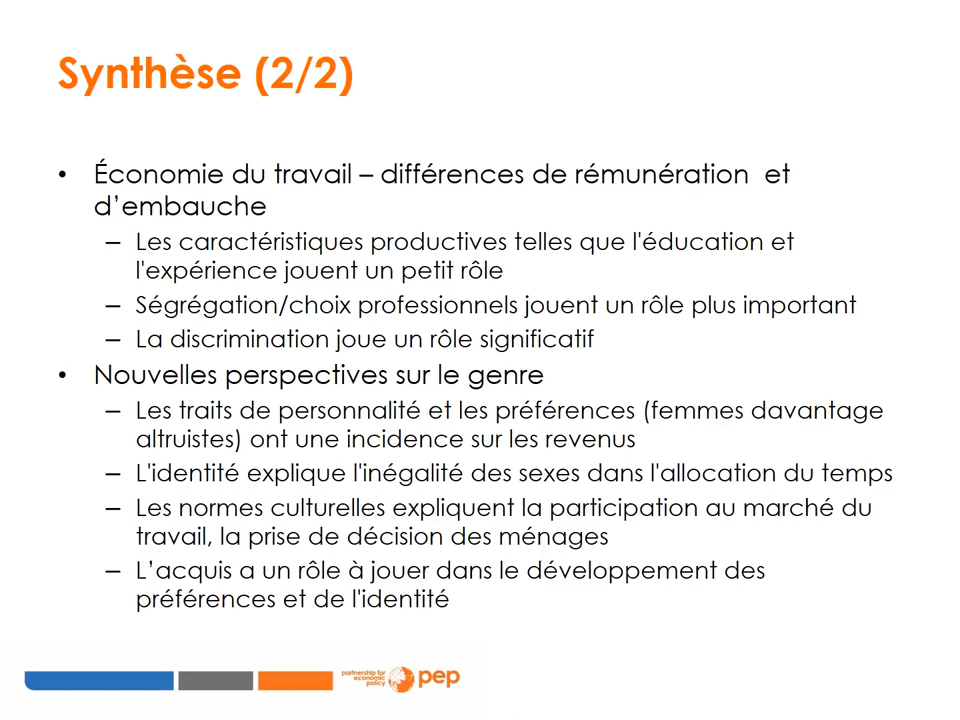 Synthèse (2/2)
• Économie du travail – différences de rémunération et
d'embauche
– Les caractéristiques productives telles que l'éducation et
l'expérience jouent un petit rôle
– Ségrégation/choix professionnels jouent un rôle plus important
– La discrimination joue un rôle significatif
• Nouvelles perspectives sur le genre
– Les traits de personnalité et les préférences (femmes davantage
altruistes) ont une incidence sur les revenus
– L'identité explique l'inégalité des sexes dans l'allocation du temps
– Les normes culturelles expliquent la participation au marché du
travail, la prise de décision des ménages
– L’acquis a un rôle à jouer dans le développement des
préférences et de l'identité
partnership for
economic
policy
pep